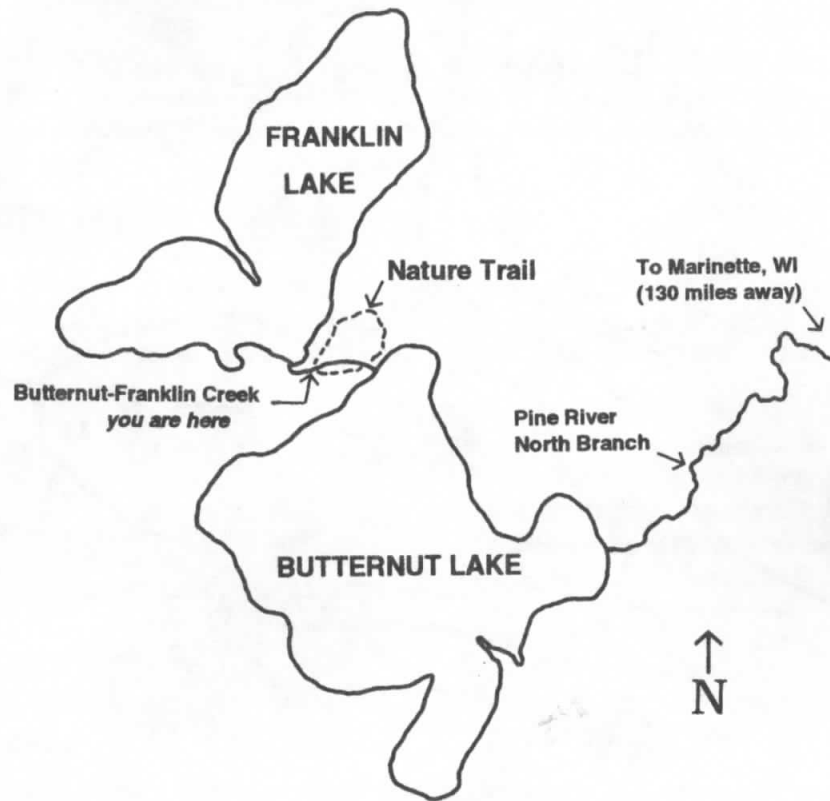 FRANKLIN
LAKE
Nature Trail
To Marinette, WI
(130 miles away)
Butternut-Franklin Creek
you are here
Pine River
North Branch
BUTTERNUT LAKE
N